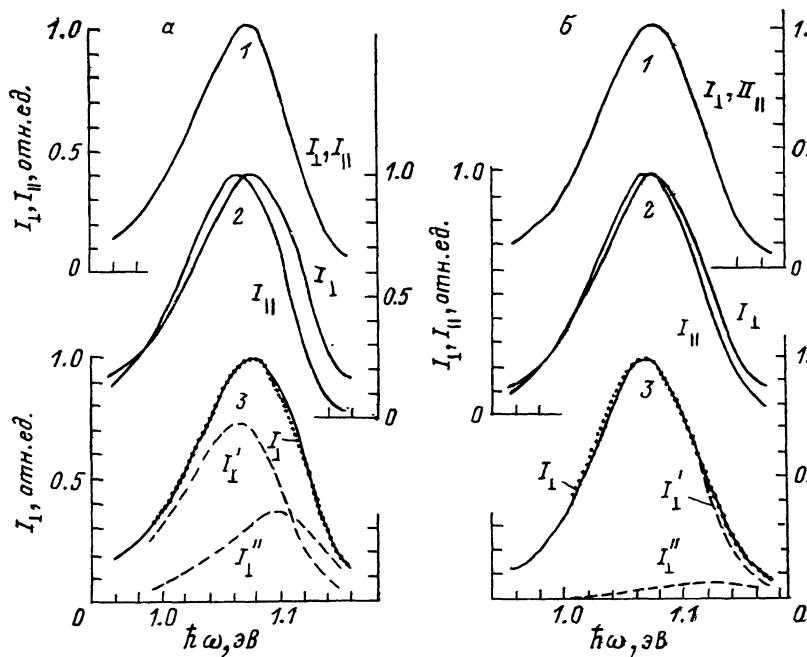 а
1.0
0.5
0
I⊥, I∥, отн.ед.
1
I⊥, I∥
2
I∥
I⊥
1.0
0.5
0
1.0
0.5
0
I⊥, отн.ед.
3
I⊥
I⊥'
I⊥''
1.0
1.1
ħω, эВ
б
1
I⊥, II∥
1.0
0
I⊥, I∥, отн.ед.
2
I∥
I⊥
3
I⊥
I⊥'
I⊥''
1.0
1.1
ħω, эВ